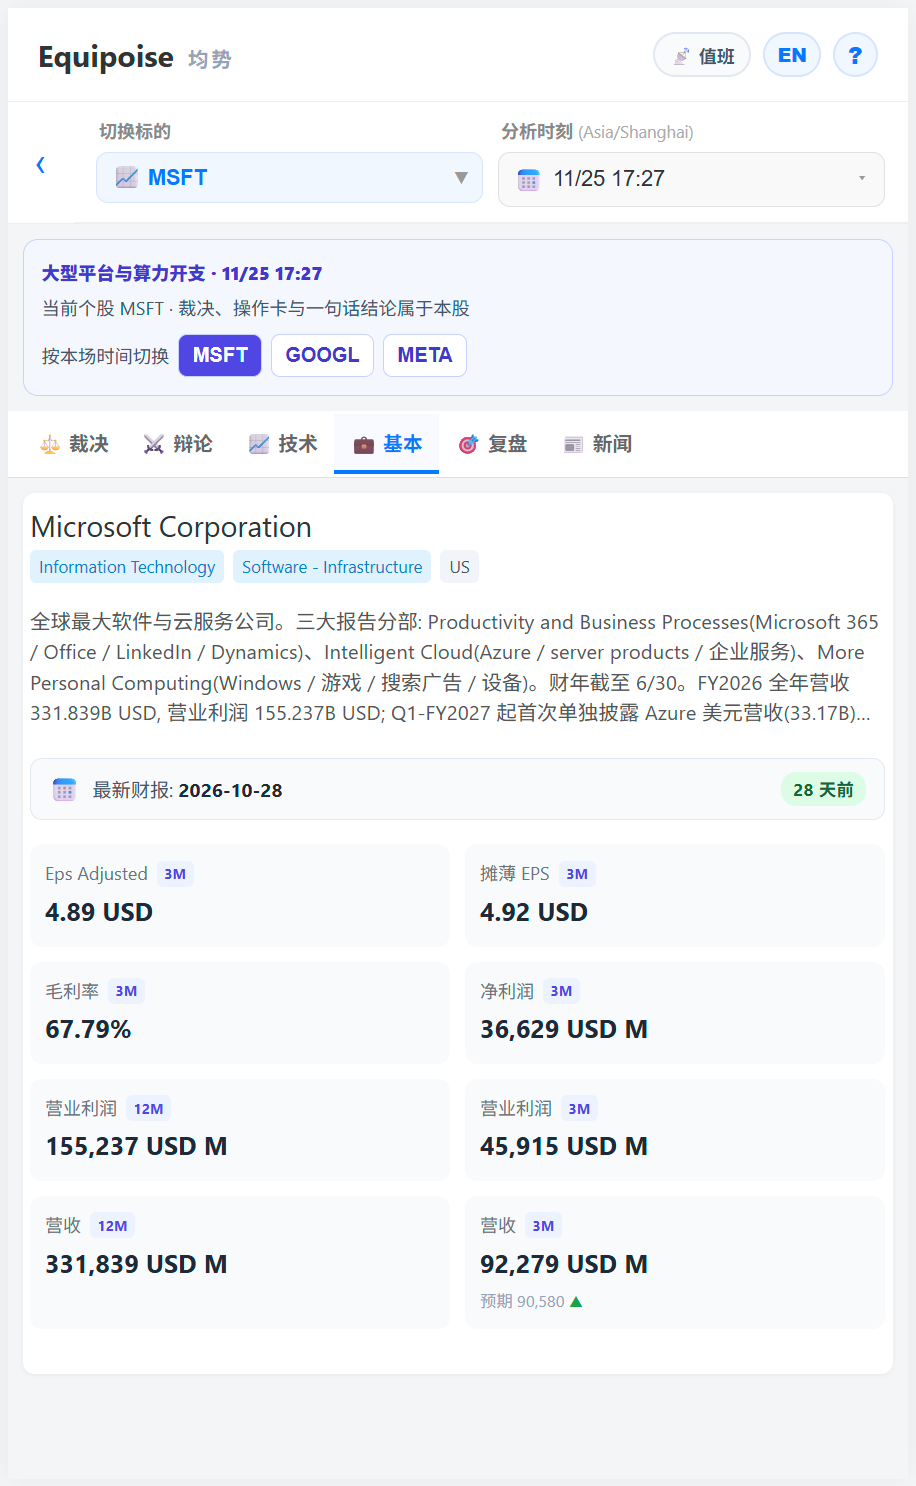 Equipoise 均势
值班
EN
?
切换标的
分析时刻 (Asia/Shanghai)
MSFT
11/25 17:27
大型平台与算力开支 · 11/25 17:27
当前个股 MSFT · 裁决、操作卡与一句话结论属于本股
按本场时间切换 MSFT GOOGL META
裁决 辩论 技术 基本 复盘 新闻
Microsoft Corporation
Information Technology Software - Infrastructure US
全球最大软件与云服务公司。三大报告分部: Productivity and Business Processes(Microsoft 365
/ Office / LinkedIn / Dynamics)、Intelligent Cloud(Azure / server products / 企业服务)、More
Personal Computing(Windows / 游戏 / 搜索广告 / 设备)。财年截至 6/30。FY2026 全年营收
331.839B USD, 营业利润 155.237B USD; Q1-FY2027 起首次单独披露 Azure 美元营收(33.17B)...
最新财报: 2026-10-28
28 天前
Eps Adjusted 3M
4.89 USD
摊薄 EPS 3M
4.92 USD
毛利率 3M
67.79%
净利润 3M
36,629 USD M
营业利润 12M
155,237 USD M
营业利润 3M
45,915 USD M
营收 12M
331,839 USD M
营收 3M
92,279 USD M
预期 90,580 ▲